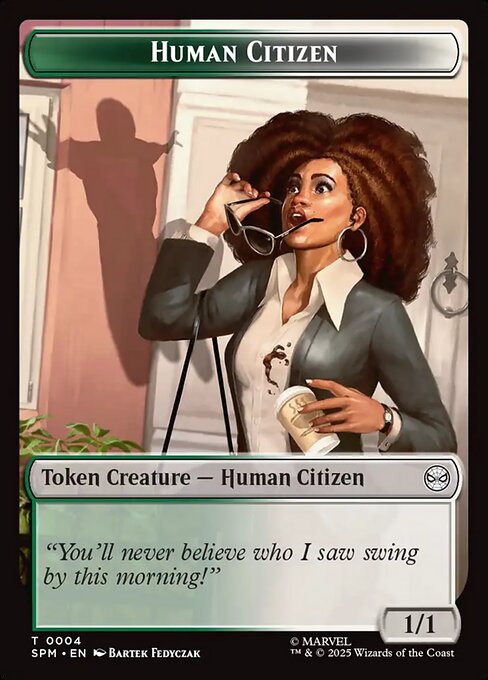 HUMAN CITIZEN
Token Creature — Human Citizen
“You’ll never believe who I saw swing
by this morning!”
1/1
T 0004
SPM • EN BARTEK FEDYCZAK
© MARVEL
™ & © 2025 Wizards of the Coast